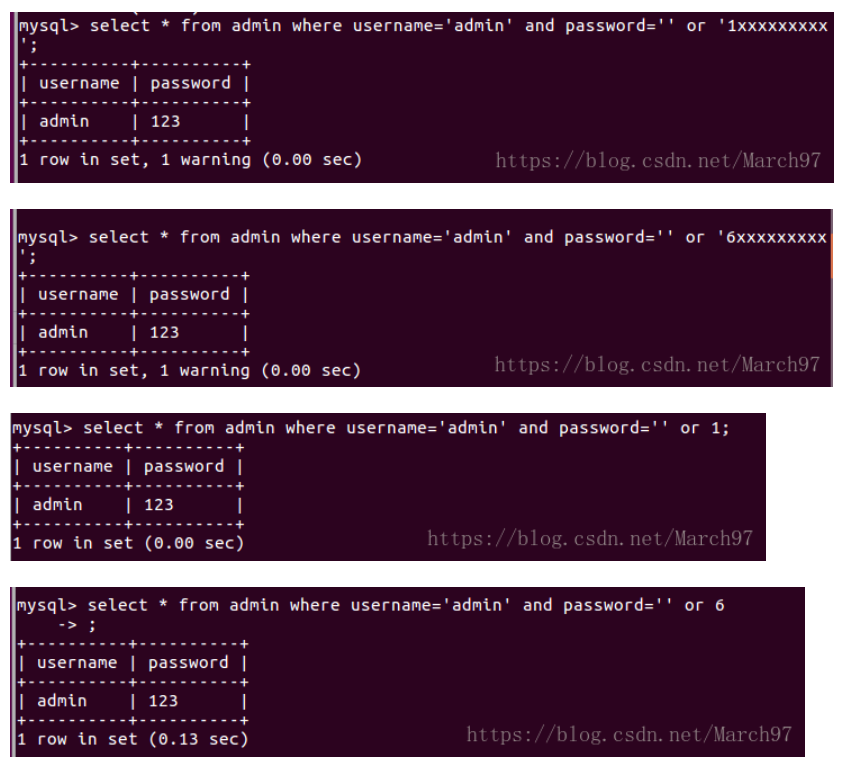 mysql> select * from admin where username='admin' and password='' or '1xxxxxxxxx
';
+----------+----------+
| username | password |
+----------+----------+
| admin    | 123      |
+----------+----------+
1 row in set, 1 warning (0.00 sec)
https://blog.csdn.net/March97
mysql> select * from admin where username='admin' and password='' or '6xxxxxxxxx
';
+----------+----------+
| username | password |
+----------+----------+
| admin    | 123      |
+----------+----------+
1 row in set, 1 warning (0.00 sec)
https://blog.csdn.net/March97
mysql> select * from admin where username='admin' and password='' or 1;
+----------+----------+
| username | password |
+----------+----------+
| admin    | 123      |
+----------+----------+
1 row in set (0.00 sec)
https://blog.csdn.net/March97
mysql> select * from admin where username='admin' and password='' or 6
    -> ;
+----------+----------+
| username | password |
+----------+----------+
| admin    | 123      |
+----------+----------+
1 row in set (0.13 sec)
https://blog.csdn.net/March97